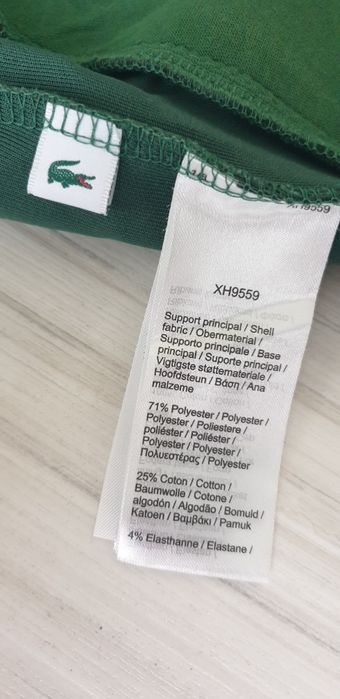 XH9559
XH9559
Support principal / Shell
fabric / Obermaterial /
Supporto principale / Base
principal / Suporte principal /
Vigtigste støttemateriale /
Hoofdsteun / Βάση / Ana
malzeme
71% Polyester / Polyester /
Polyester / Poliestere /
poliéster / Poliéster /
Polyester / Polyester /
Πολυεστέρας / Polyester
25% Coton / Cotton /
Baumwolle / Cotone /
algodón / Algodão / Bomuld /
Katoen / Βαμβάκι / Pamuk
4% Elasthanne / Elastane /